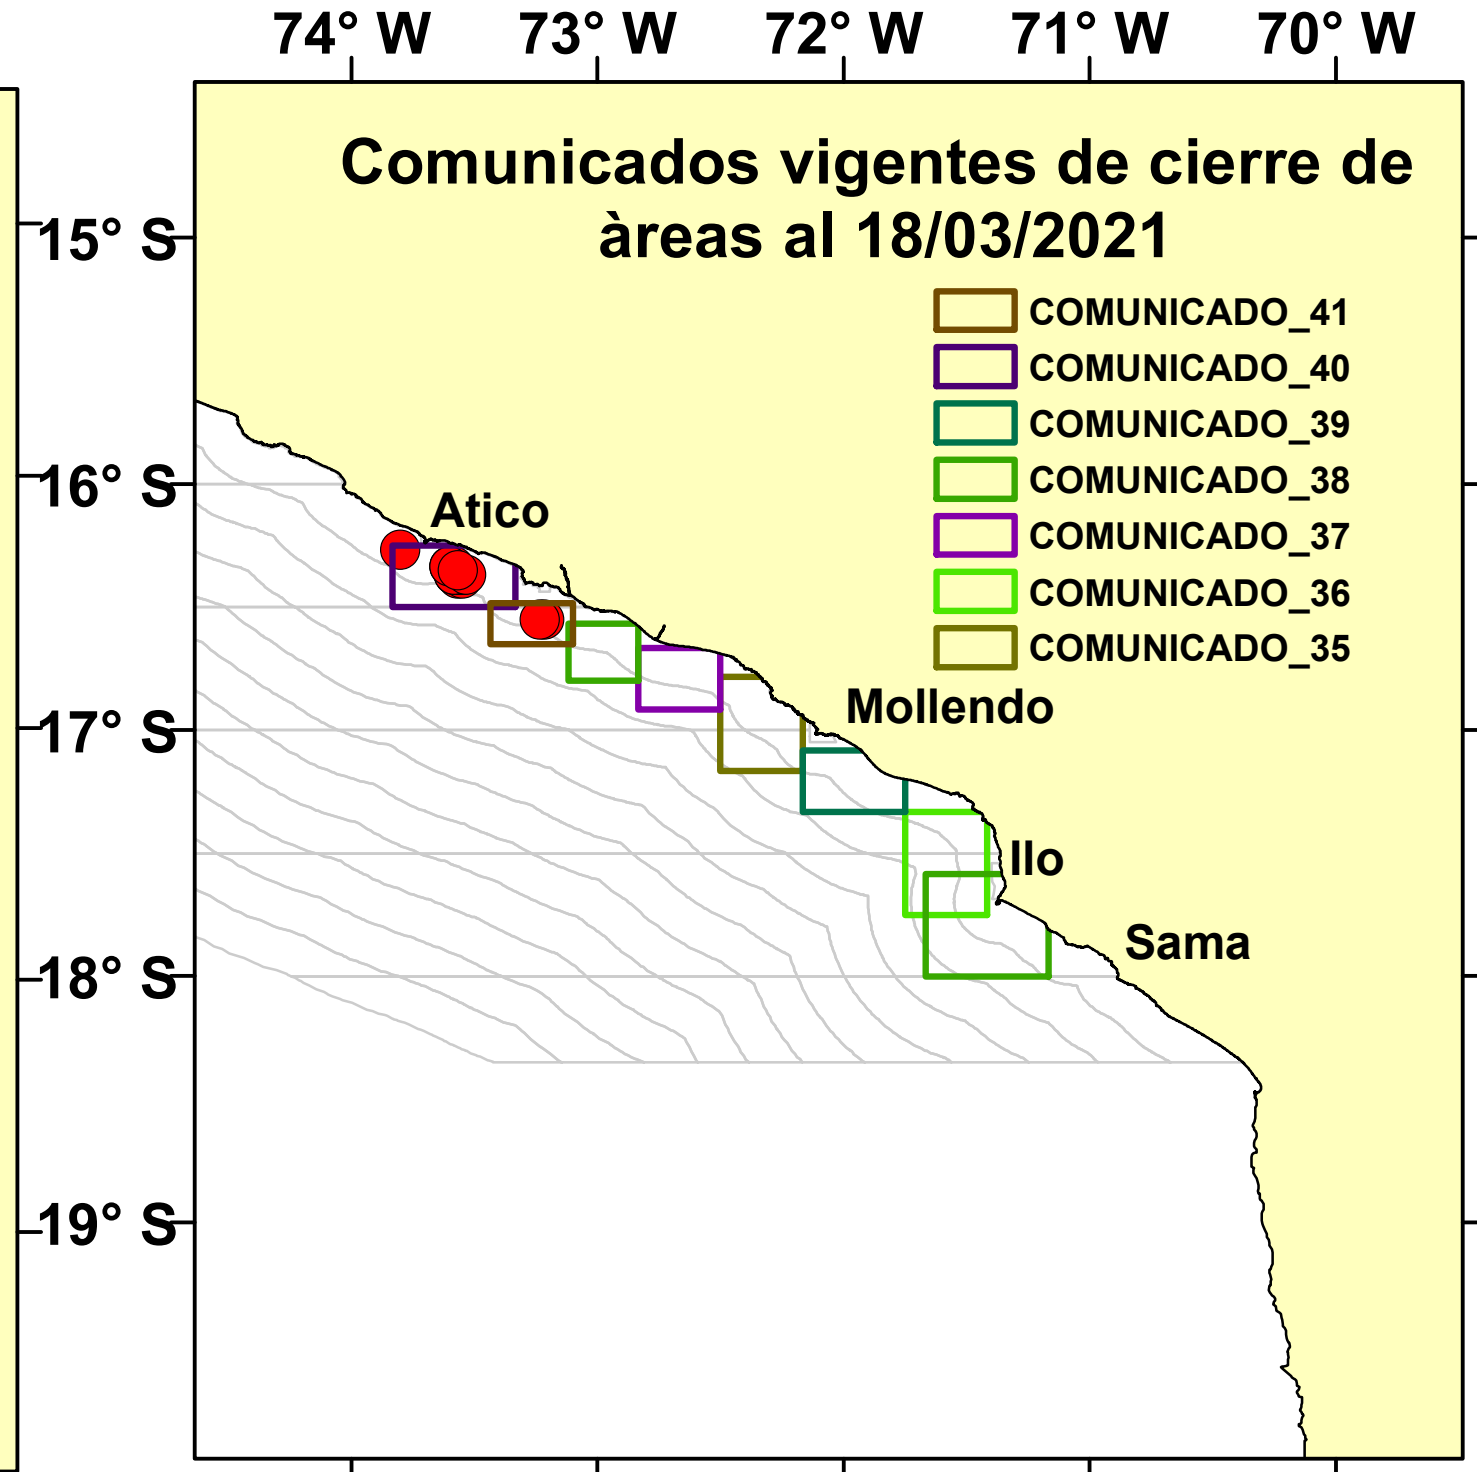 74° W 73° W 72° W 71° W 70° W
Comunicados vigentes de cierre de
àreas al 18/03/2021
15° S
COMUNICADO_41
COMUNICADO_40
COMUNICADO_39
COMUNICADO_38
COMUNICADO_37
COMUNICADO_36
COMUNICADO_35
16° S
Atico
Mollendo
17° S
Ilo
Sama
18° S
19° S